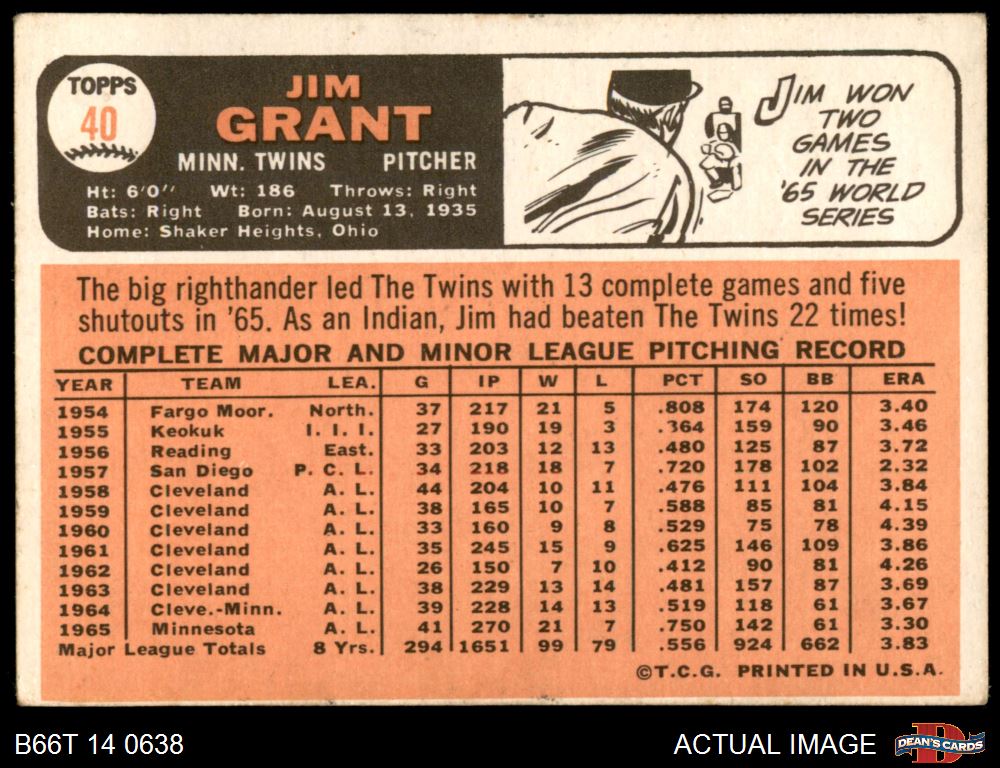 TOPPS
40
JIM
GRANT
MINN. TWINS PITCHER
Ht: 6'0" Wt: 186 Throws: Right
Bats: Right Born: August 13, 1935
Home: Shaker Heights, Ohio
JIM WON
TWO
GAMES
IN THE
'65 WORLD
SERIES
The big righthander led The Twins with 13 complete games and five
shutouts in '65. As an Indian, Jim had beaten The Twins 22 times!
COMPLETE MAJOR AND MINOR LEAGUE PITCHING RECORD
YEAR TEAM LEA. G IP W L PCT SO BB ERA
1954 Fargo Moor. North. 37 217 21 5 .808 174 120 3.40
1955 Keokuk I. I. I. 27 190 19 3 .364 159 90 3.46
1956 Reading East. 33 203 12 13 .480 125 87 3.72
1957 San Diego P. C. L. 34 218 18 7 .720 178 102 2.32
1958 Cleveland A. L. 44 204 10 11 .476 111 104 3.84
1959 Cleveland A. L. 38 165 10 7 .588 85 81 4.15
1960 Cleveland A. L. 33 160 9 8 .529 75 78 4.39
1961 Cleveland A. L. 35 245 15 9 .625 146 109 3.86
1962 Cleveland A. L. 26 150 7 10 .412 90 81 4.26
1963 Cleveland A. L. 38 229 13 14 .481 157 87 3.69
1964 Cleve.-Minn. A. L. 39 228 14 13 .519 118 61 3.67
1965 Minnesota A. L. 41 270 21 7 .750 142 61 3.30
Major League Totals 8 Yrs. 294 1651 99 79 .556 924 662 3.83
©T.C.G. PRINTED IN U.S.A.
B66T 14 0638
ACTUAL IMAGE
DEAN'S CARDS